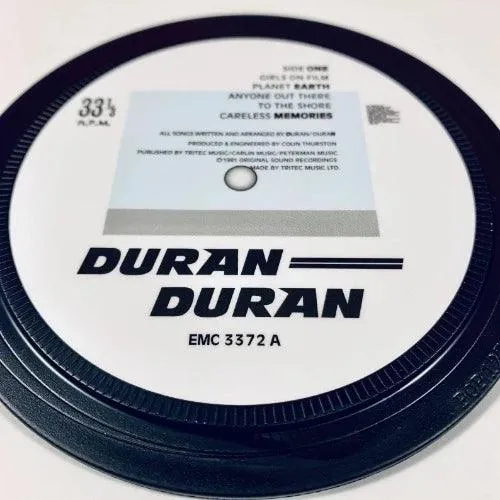 SIDE ONE
GIRLS ON FILM
PLANET EARTH
ANYONE OUT THERE
TO THE SHORE
CARELESS MEMORIES
33 1/3
R.P.M.
ALL SONGS WRITTEN AND ARRANGED BY DURAN/DURAN
PRODUCED & ENGINEERED BY COLIN THURSTON
PUBLISHED BY TRITEC MUSIC/CARLIN MUSIC/PETERMAN MUSIC
©1981 ORIGINAL SOUND RECORDINGS
MADE BY TRITEC MUSIC LTD.
DURAN
DURAN
EMC 3372 A